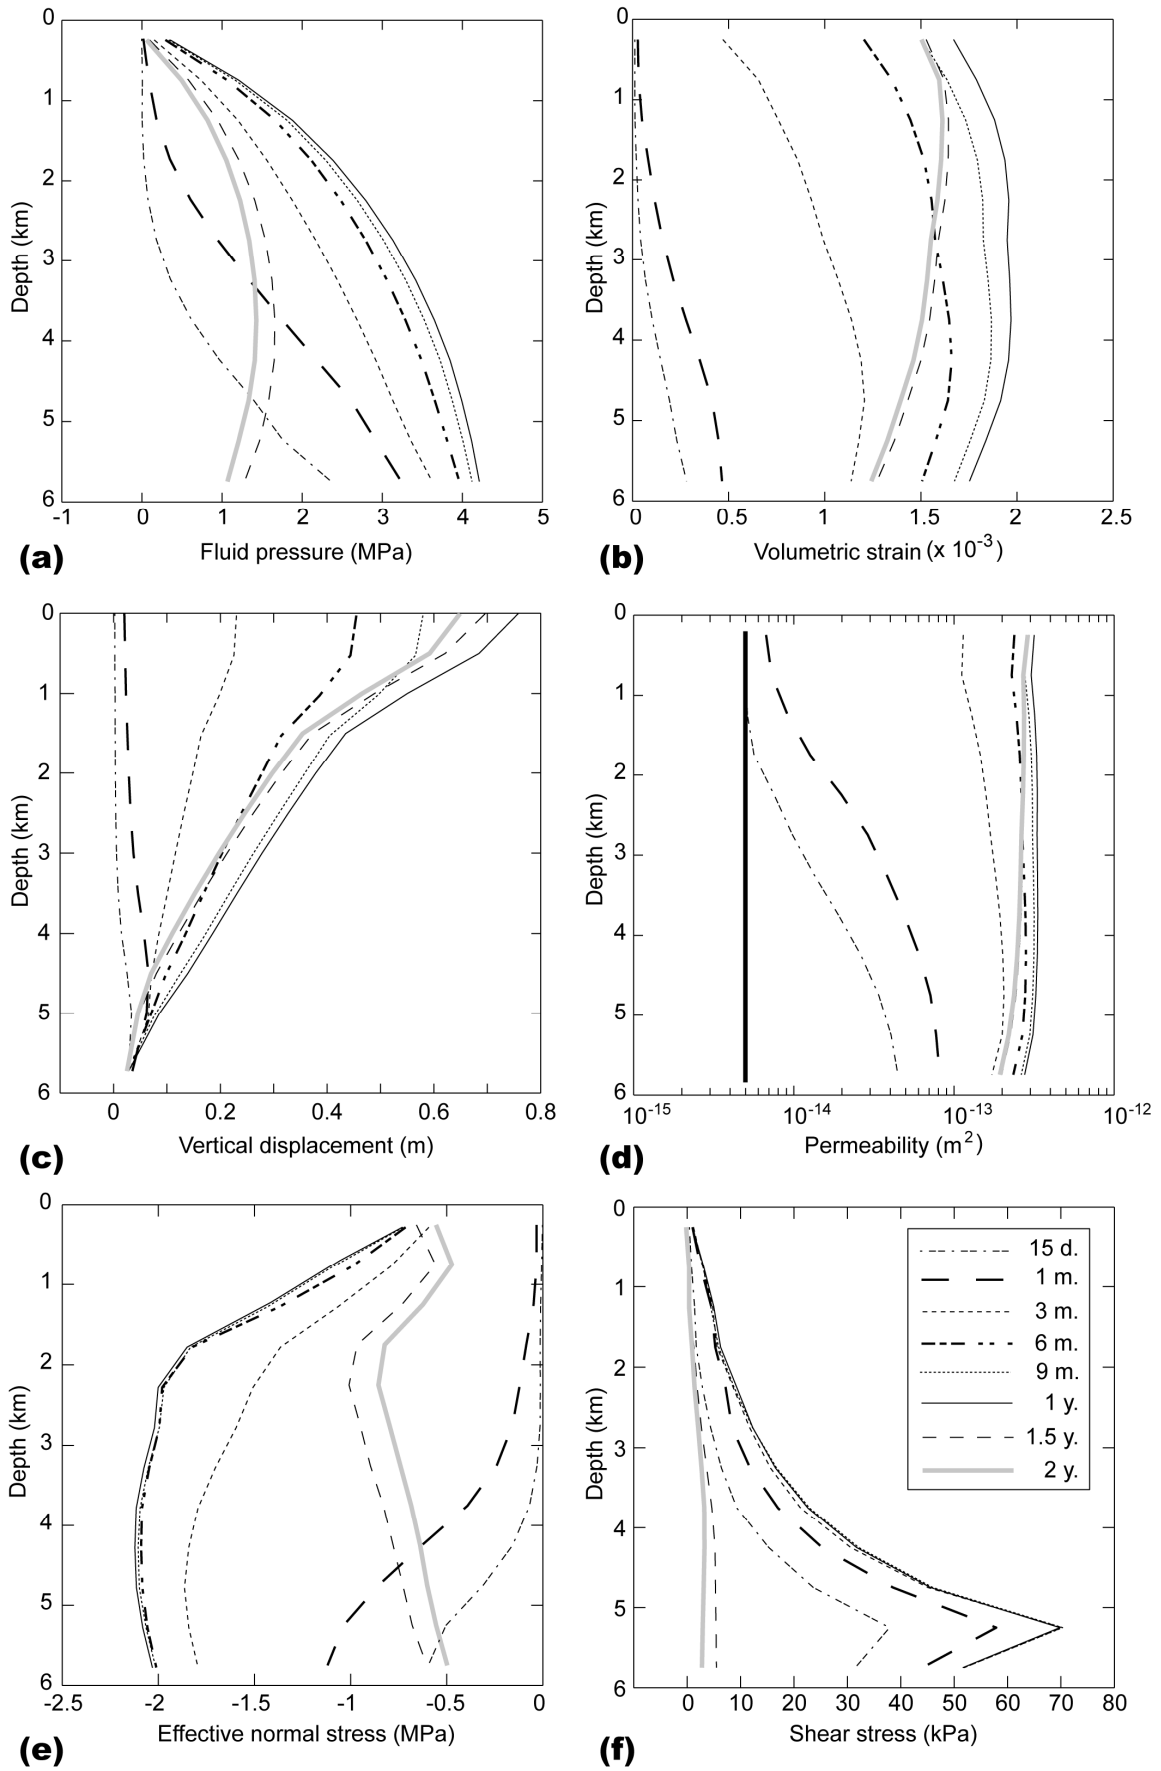 0
1
2
3
4
5
6
Depth (km)
-1 0 1 2 3 4 5
Fluid pressure (MPa)
(a)
0
1
2
3
4
5
6
Depth (km)
0 0.5 1 1.5 2 2.5
Volumetric strain (x 10-3)
(b)
0
1
2
3
4
5
6
Depth (km)
0 0.2 0.4 0.6 0.8
Vertical displacement (m)
(c)
0
1
2
3
4
5
6
Depth (km)
10-15 10-14 10-13 10-12
Permeability (m2)
(d)
0
1
2
3
4
5
6
Depth (km)
-2.5 -2 -1.5 -1 -0.5 0
Effective normal stress (MPa)
(e)
0
1
2
3
4
5
6
Depth (km)
0 10 20 30 40 50 60 70 80
Shear stress (kPa)
(f)
15 d.
1 m.
3 m.
6 m.
9 m.
1 y.
1.5 y.
2 y.